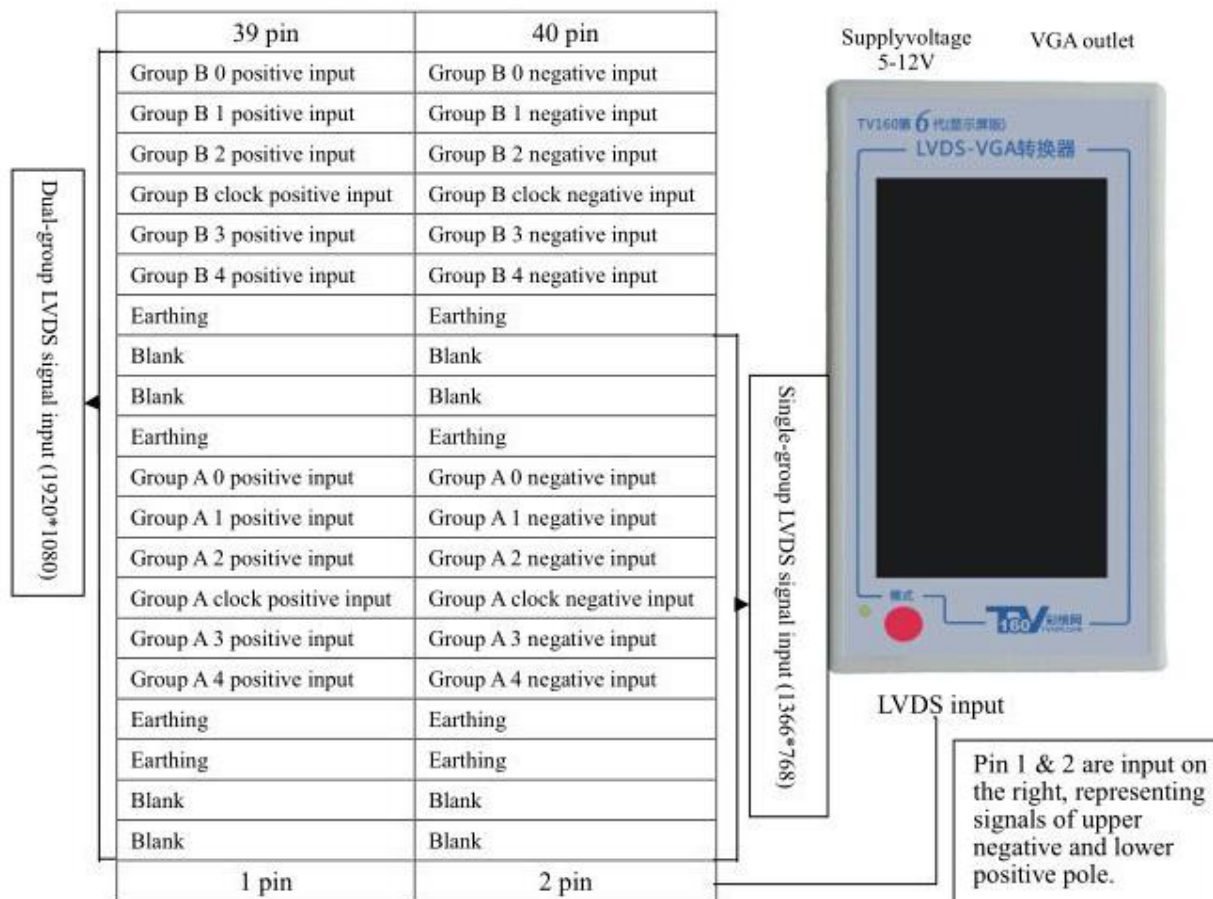 39 pin 40 pin
Group B 0 positive input Group B 0 negative input
Group B 1 positive input Group B 1 negative input
Group B 2 positive input Group B 2 negative input
Group B clock positive input Group B clock negative input
Group B 3 positive input Group B 3 negative input
Group B 4 positive input Group B 4 negative input
Earthing Earthing
Blank Blank
Blank Blank
Earthing Earthing
Group A 0 positive input Group A 0 negative input
Group A 1 positive input Group A 1 negative input
Group A 2 positive input Group A 2 negative input
Group A clock positive input Group A clock negative input
Group A 3 positive input Group A 3 negative input
Group A 4 positive input Group A 4 negative input
Earthing Earthing
Earthing Earthing
Blank Blank
Blank Blank
1 pin 2 pin
Dual-group LVDS signal input (1920*1080)
Single-group LVDS signal input (1366*768)
Supplyvoltage
5-12V
VGA outlet
TV160第6代(显示屏版)
LVDS-VGA转换器
模式
TV160
LVDS input
Pin 1 & 2 are input on
the right, representing
signals of upper
negative and lower
positive pole.